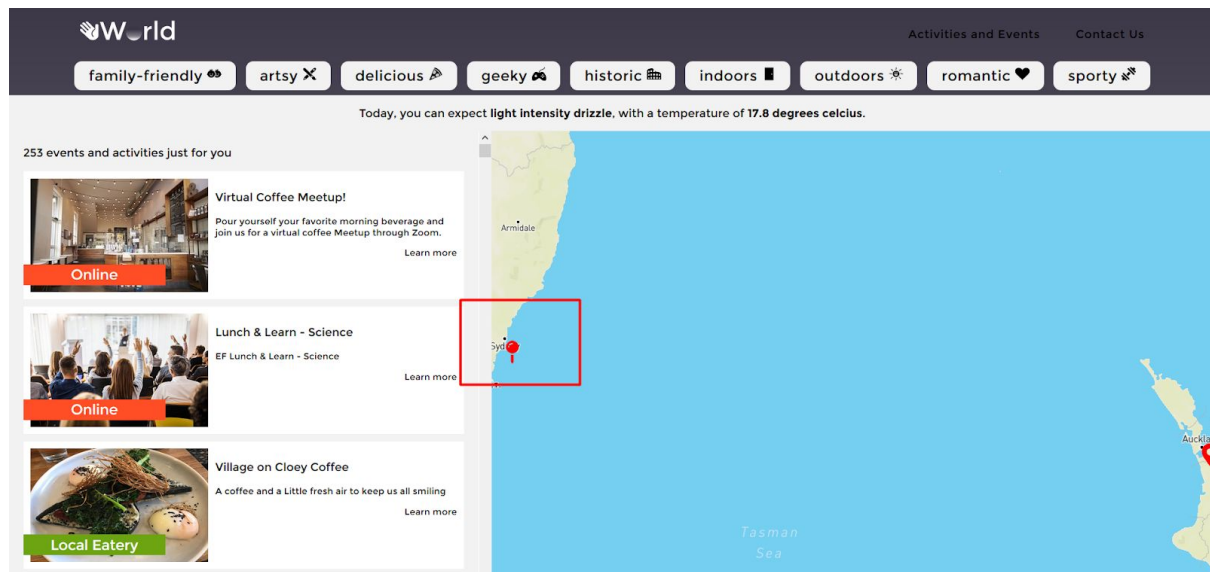 W rld
Activities and Events Contact Us
family-friendly artsy delicious geeky historic indoors outdoors romantic sporty
Today, you can expect light intensity drizzle, with a temperature of 17.8 degrees celcius.
253 events and activities just for you
Virtual Coffee Meetup!
Pour yourself your favorite morning beverage and
join us for a virtual coffee Meetup through Zoom.
Learn more
Online
Lunch & Learn - Science
EF Lunch & Learn - Science
Learn more
Online
Village on Cloey Coffee
A coffee and a Little fresh air to keep us all smiling
Learn more
Local Eatery
Armidale
Tasman
Sea